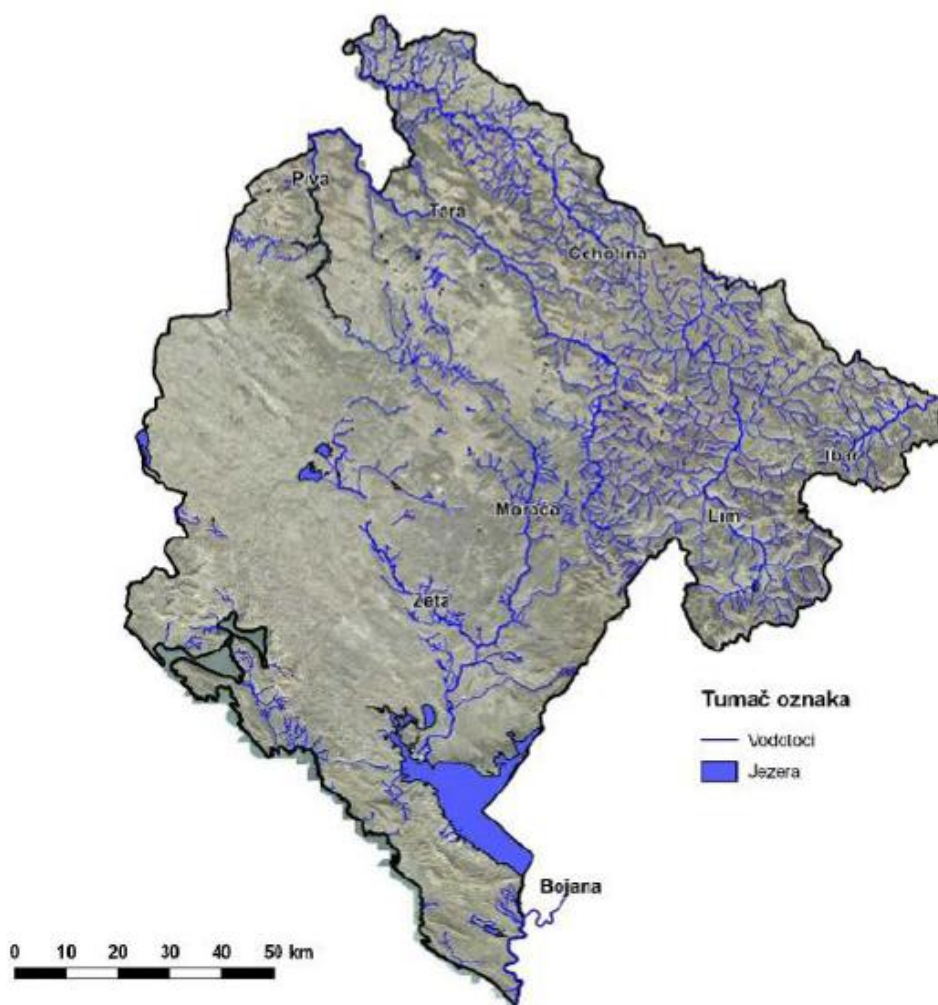 Piva
Tara
Ćehotina
Ibar
Morača
Lim
Zeta
Tumač oznaka
Vodotoci
Jezera
Bojana
0 10 20 30 40 50 km